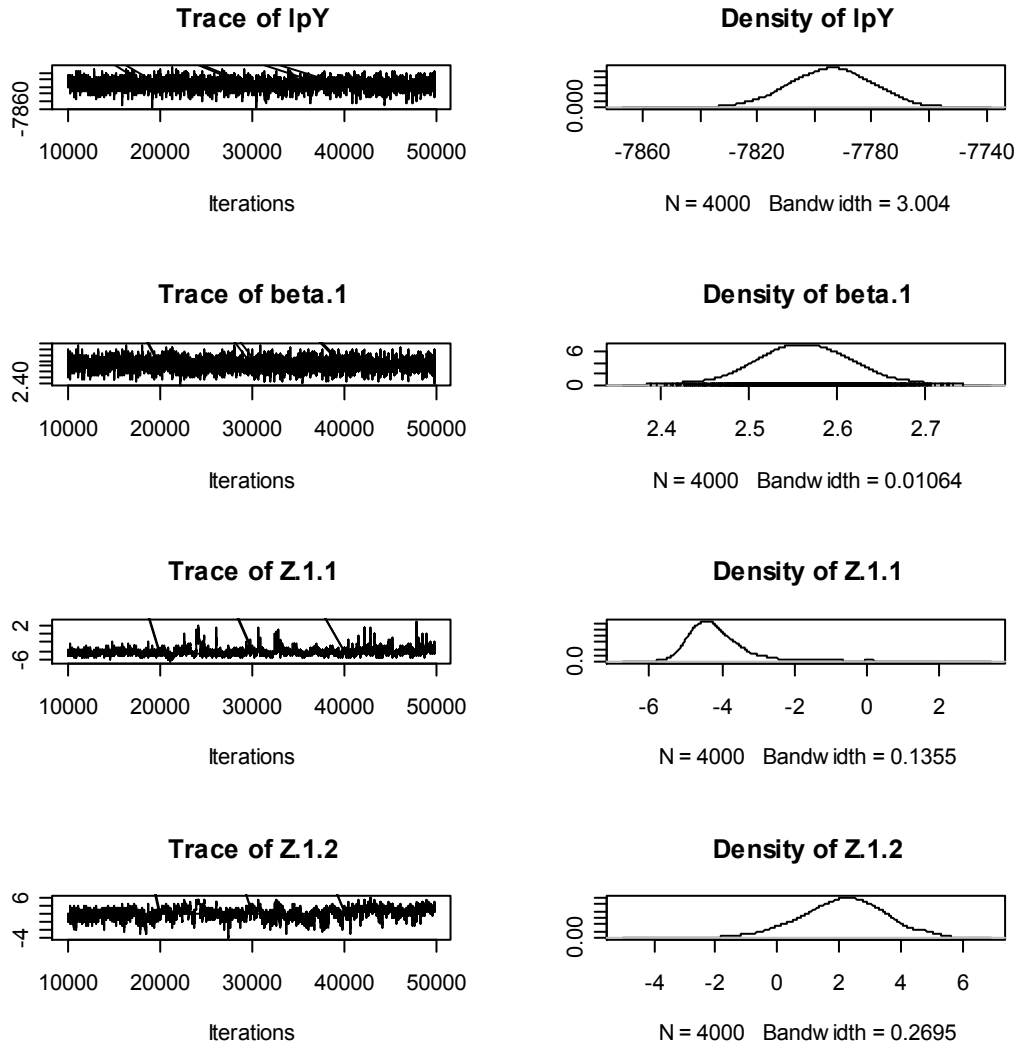 Trace of lpY
Density of lpY
-7860
10000 20000 30000 40000 50000
Iterations
0.000
-7860 -7820 -7780 -7740
N = 4000 Bandw idth = 3.004
Trace of beta.1
Density of beta.1
2.40
10000 20000 30000 40000 50000
Iterations
0 6
2.4 2.5 2.6 2.7
N = 4000 Bandw idth = 0.01064
Trace of Z.1.1
Density of Z.1.1
-6 2
10000 20000 30000 40000 50000
Iterations
0.0
-6 -4 -2 0 2
N = 4000 Bandw idth = 0.1355
Trace of Z.1.2
Density of Z.1.2
-4 6
10000 20000 30000 40000 50000
Iterations
0.00
-4 -2 0 2 4 6
N = 4000 Bandw idth = 0.2695